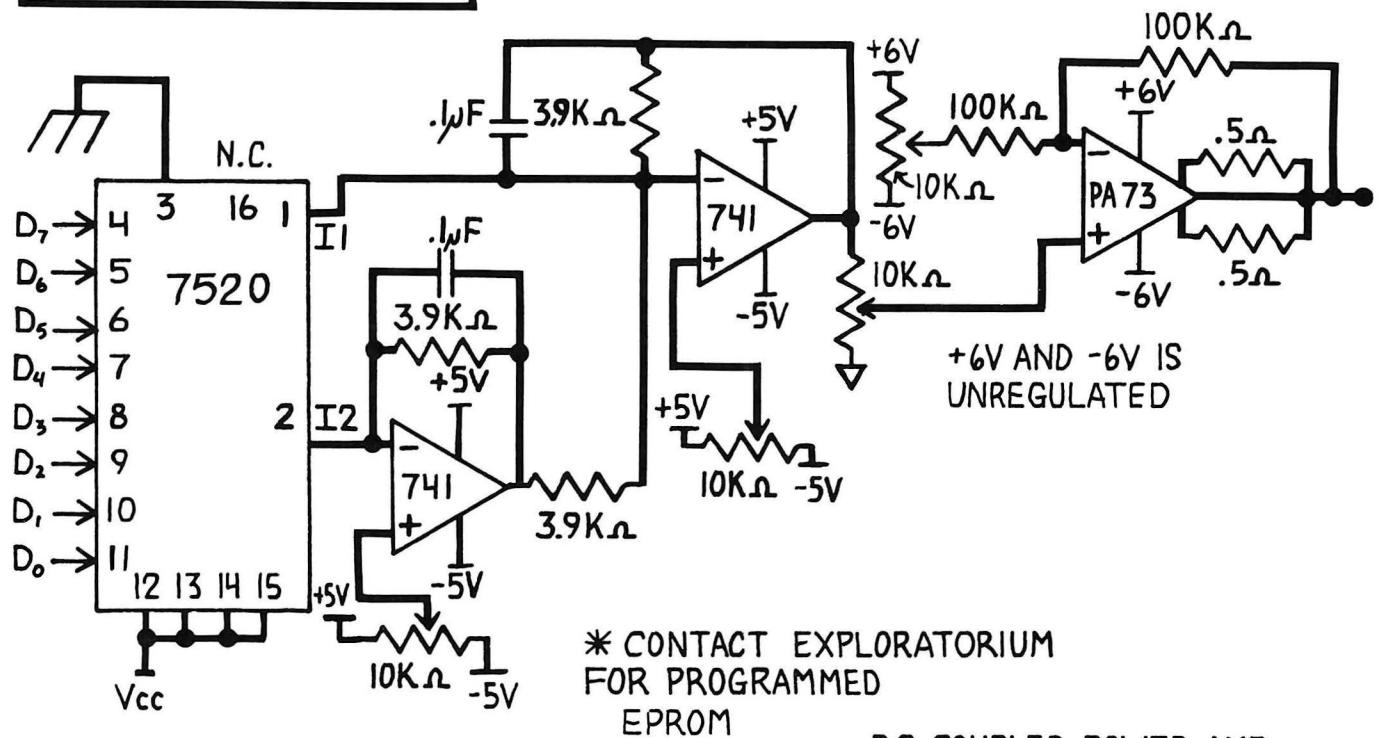 100KΩ
+6V
100KΩ
+6V
.1μF
3.9KΩ
+5V
.5Ω
N.C.
10KΩ
-6V
−
PA 73
+
3
16
1
I1
−
741
+
D₇
4
7520
.1μF
10KΩ
-6V
.5Ω
D₆
5
D₅
6
3.9KΩ
-5V
+6V AND -6V IS
UNREGULATED
D₄
7
+5V
D₃
8
2
I2
+5V
D₂
9
−
741
+
10KΩ
-5V
D₁
10
3.9KΩ
D₀
11
12 13 14 15
+5V
-5V
* CONTACT EXPLORATORIUM
FOR PROGRAMMED
EPROM
Vcc
10KΩ
-5V